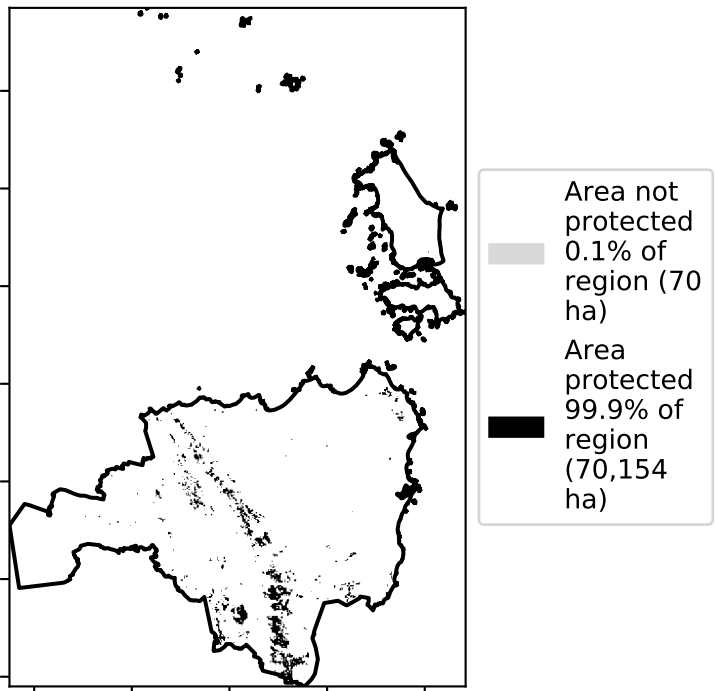 Area not
protected
0.1% of
region (70
ha)
Area
protected
99.9% of
region
(70,154
ha)